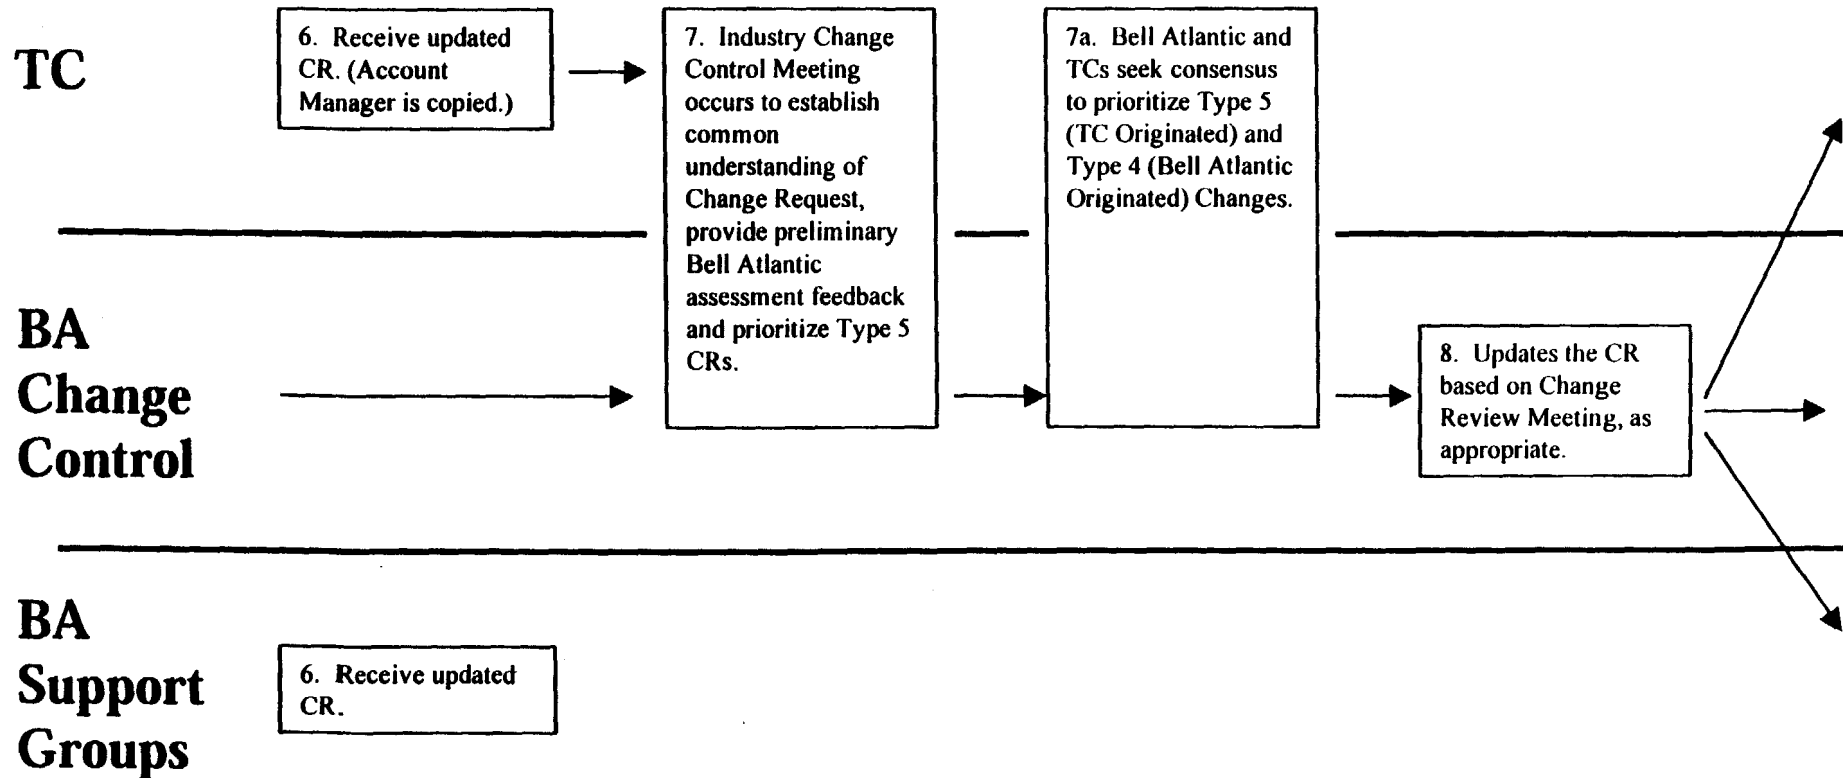 TC
6. Receive updated
CR. (Account
Manager is copied.)
7. Industry Change
Control Meeting
occurs to establish
common
understanding of
Change Request,
provide preliminary
Bell Atlantic
assessment feedback
and prioritize Type 5
CRs.
7a. Bell Atlantic and
TCs seek consensus
to prioritize Type 5
(TC Originated) and
Type 4 (Bell Atlantic
Originated) Changes.
BA
Change
Control
8. Updates the CR
based on Change
Review Meeting, as
appropriate.
BA
Support
Groups
6. Receive updated
CR.